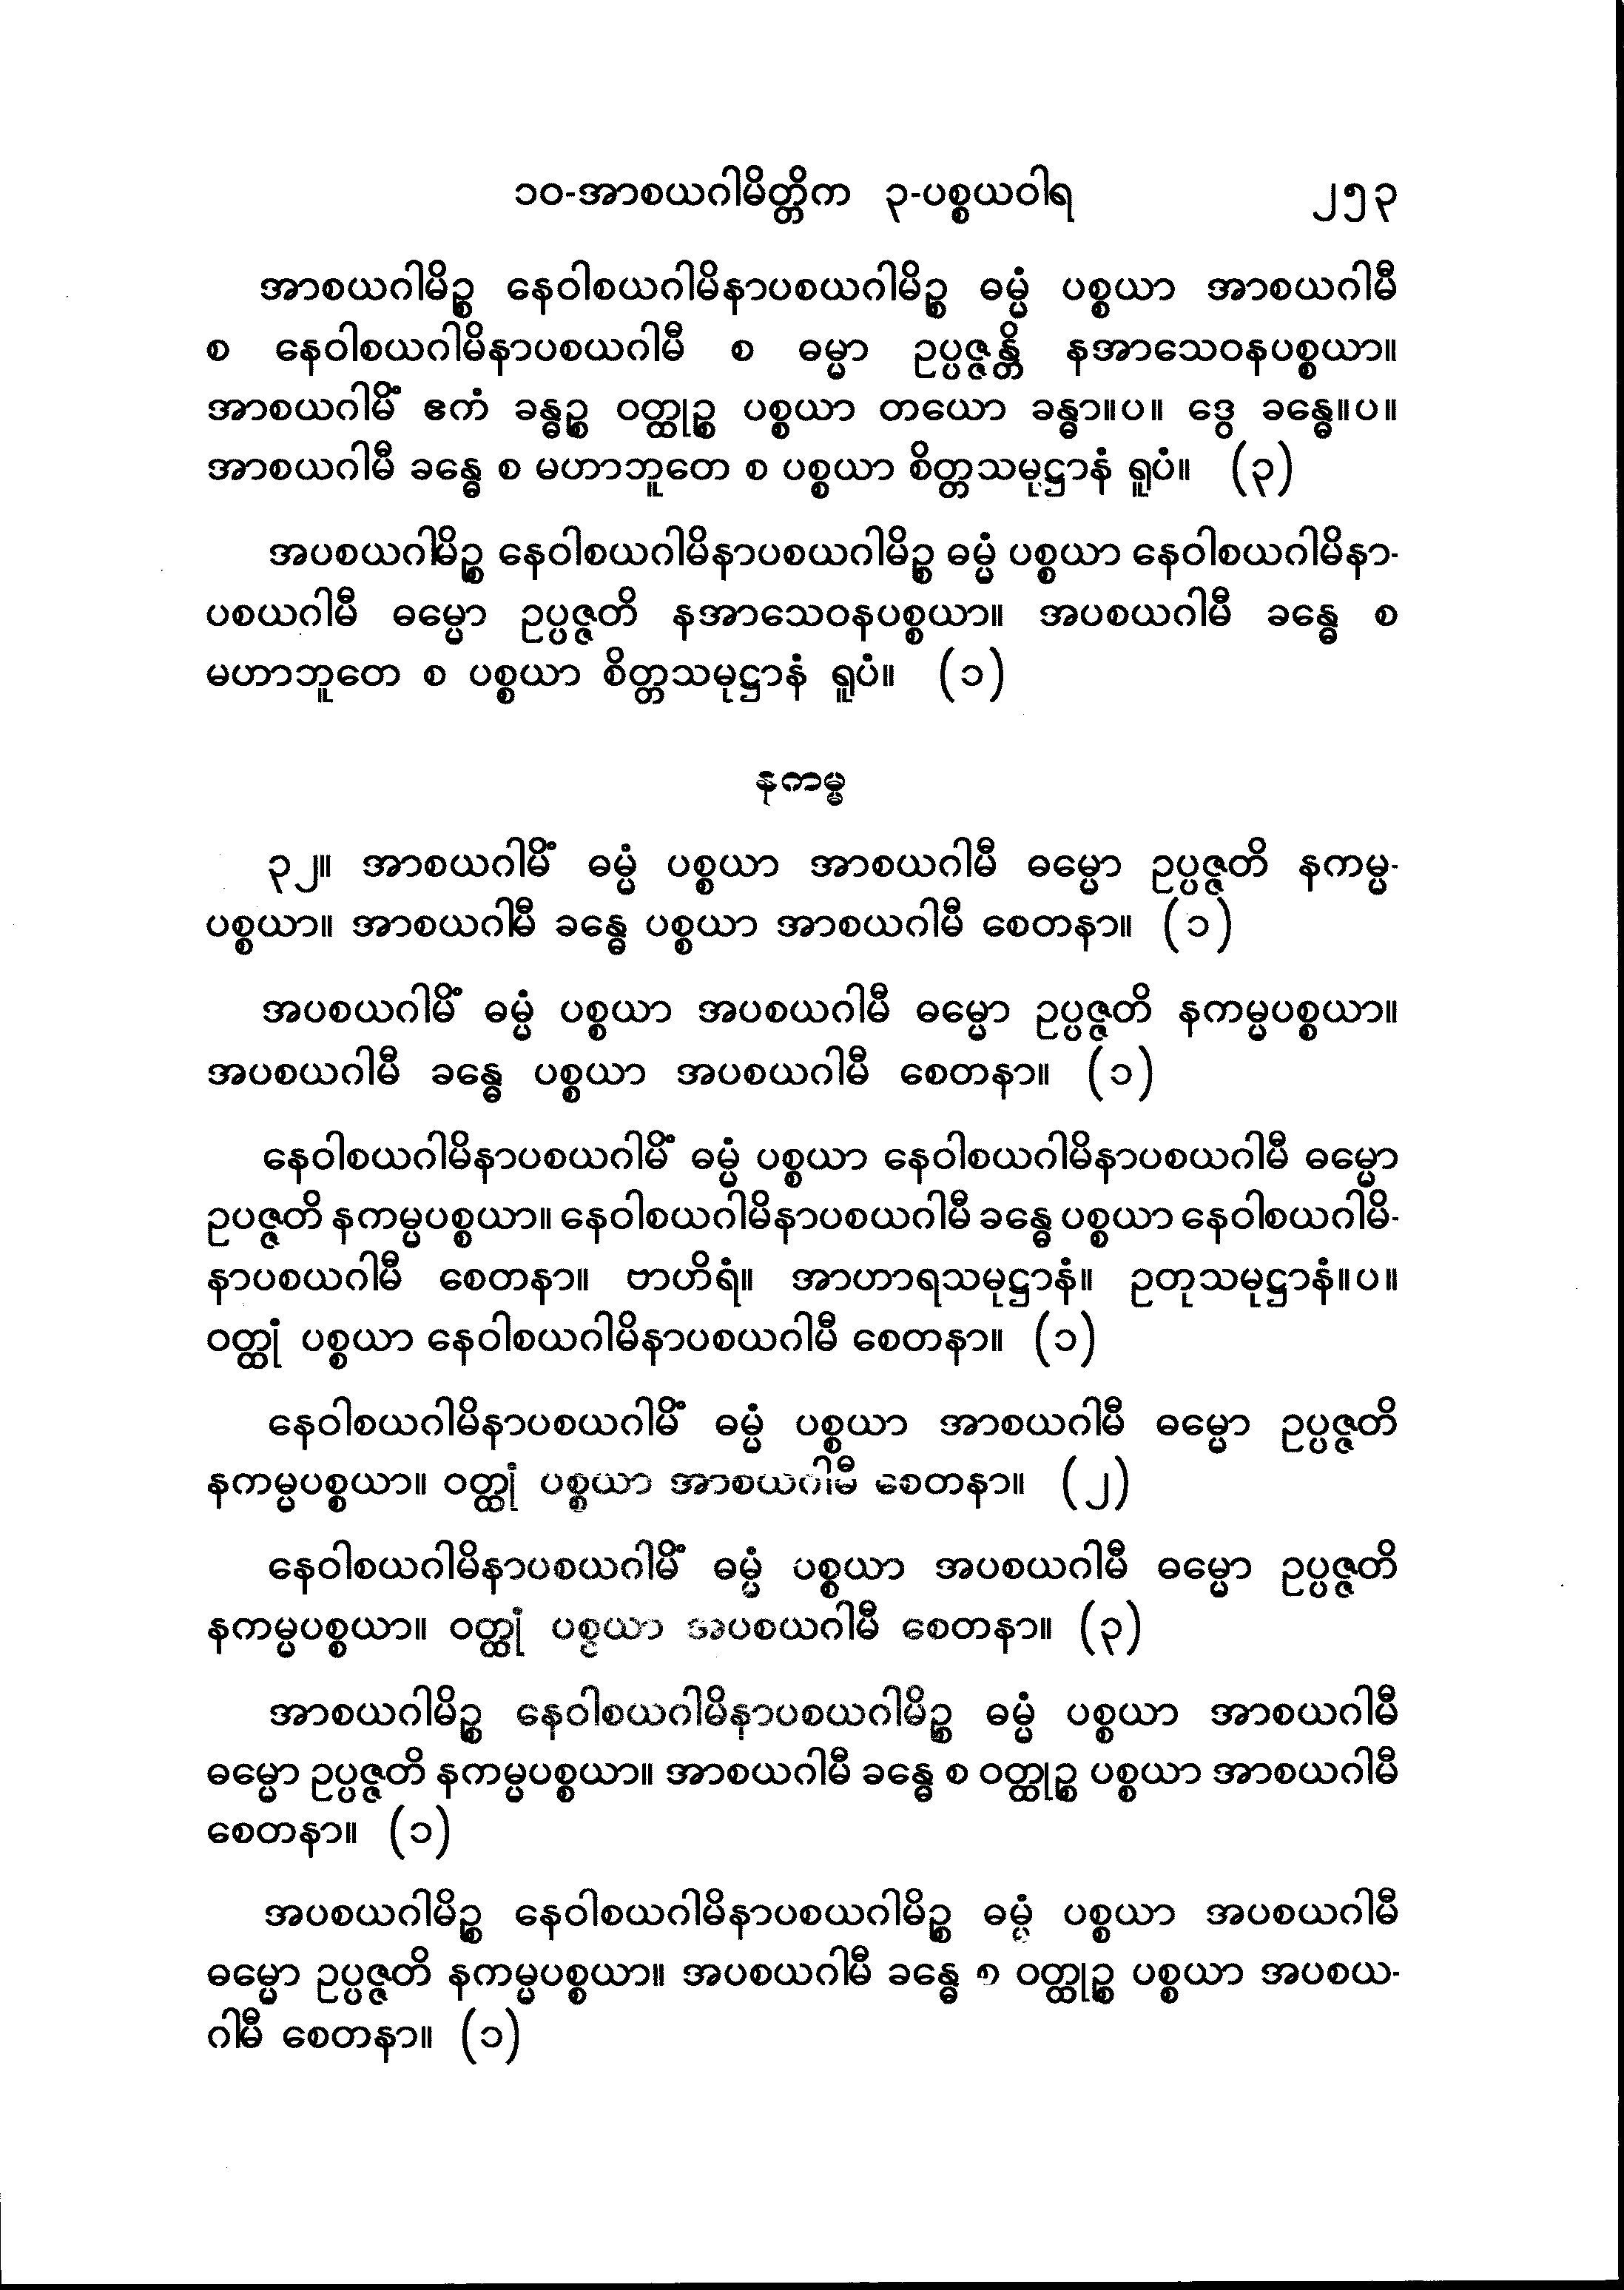 ၁၀-အာစယဂါမိတ္တိက ၃-ပစ္စယဝါရ ၂၅၃
အာစယဂါမိဉ္စ နေဝါစယဂါမိနာပစယဂါမိဉ္စ ဓမ္မံ ပစ္စယာ အာစယဂါမီ
စ နေဝါစယဂါမိနာပစယဂါမီ စ ဓမ္မာ ဥပ္ပဇ္ဇန္တိ နအာသေဝနပစ္စယာ။
အာစယဂါမိံ ဧကံ ခန္ဓဉ္စ ဝတ္ထုဉ္စ ပစ္စယာ တယော ခန္ဓာ။ပ။ ဒွေ ခန္ဓေ။ပ။
အာစယဂါမီ ခန္ဓေ စ မဟာဘူတေ စ ပစ္စယာ စိတ္တသမုဋ္ဌာနံ ရူပံ။ (၃)
အပစယဂါမိဉ္စ နေဝါစယဂါမိနာပစယဂါမိဉ္စ ဓမ္မံ ပစ္စယာ နေဝါစယဂါမိနာ-
ပစယဂါမီ ဓမ္မော ဥပ္ပဇ္ဇတိ နအာသေဝနပစ္စယာ။ အပစယဂါမီ ခန္ဓေ စ
မဟာဘူတေ စ ပစ္စယာ စိတ္တသမုဋ္ဌာနံ ရူပံ။ (၁)
နကမ္မ
၃၂။ အာစယဂါမိံ ဓမ္မံ ပစ္စယာ အာစယဂါမီ ဓမ္မော ဥပ္ပဇ္ဇတိ နကမ္မ-
ပစ္စယာ။ အာစယဂါမီ ခန္ဓေ ပစ္စယာ အာစယဂါမီ စေတနာ။ (၁)
အပစယဂါမိံ ဓမ္မံ ပစ္စယာ အပစယဂါမီ ဓမ္မော ဥပ္ပဇ္ဇတိ နကမ္မပစ္စယာ။
အပစယဂါမီ ခန္ဓေ ပစ္စယာ အပစယဂါမီ စေတနာ။ (၁)
နေဝါစယဂါမိနာပစယဂါမိံ ဓမ္မံ ပစ္စယာ နေဝါစယဂါမိနာပစယဂါမီ ဓမ္မော
ဥပဇ္ဇတိ နကမ္မပစ္စယာ။ နေဝါစယဂါမိနာပစယဂါမီ ခန္ဓေ ပစ္စယာ နေဝါစယဂါမိ-
နာပစယဂါမီ စေတနာ။ ဗာဟိရံ။ အာဟာရသမုဋ္ဌာနံ။ ဥတုသမုဋ္ဌာနံ။ပ။
ဝတ္ထုံ ပစ္စယာ နေဝါစယဂါမိနာပစယဂါမီ စေတနာ။ (၁)
နေဝါစယဂါမိနာပစယဂါမိံ ဓမ္မံ ပစ္စယာ အာစယဂါမီ ဓမ္မော ဥပ္ပဇ္ဇတိ
နကမ္မပစ္စယာ။ ဝတ္ထုံ ပစ္စယာ အာစယဂါမီ စေတနာ။ (၂)
နေဝါစယဂါမိနာပစယဂါမိံ ဓမ္မံ ပစ္စယာ အပစယဂါမီ ဓမ္မော ဥပ္ပဇ္ဇတိ
နကမ္မပစ္စယာ။ ဝတ္ထုံ ပစ္စယာ အပစယဂါမီ စေတနာ။ (၃)
အာစယဂါမိဉ္စ နေဝါစယဂါမိနာပစယဂါမိဉ္စ ဓမ္မံ ပစ္စယာ အာစယဂါမီ
ဓမ္မော ဥပ္ပဇ္ဇတိ နကမ္မပစ္စယာ။ အာစယဂါမီ ခန္ဓေ စ ဝတ္ထုဉ္စ ပစ္စယာ အာစယဂါမီ
စေတနာ။ (၁)
အပစယဂါမိဉ္စ နေဝါစယဂါမိနာပစယဂါမိဉ္စ ဓမ္မံ ပစ္စယာ အပစယဂါမီ
ဓမ္မော ဥပ္ပဇ္ဇတိ နကမ္မပစ္စယာ။ အပစယဂါမီ ခန္ဓေ စ ဝတ္ထုဉ္စ ပစ္စယာ အပစယ-
ဂါမီ စေတနာ။ (၁)